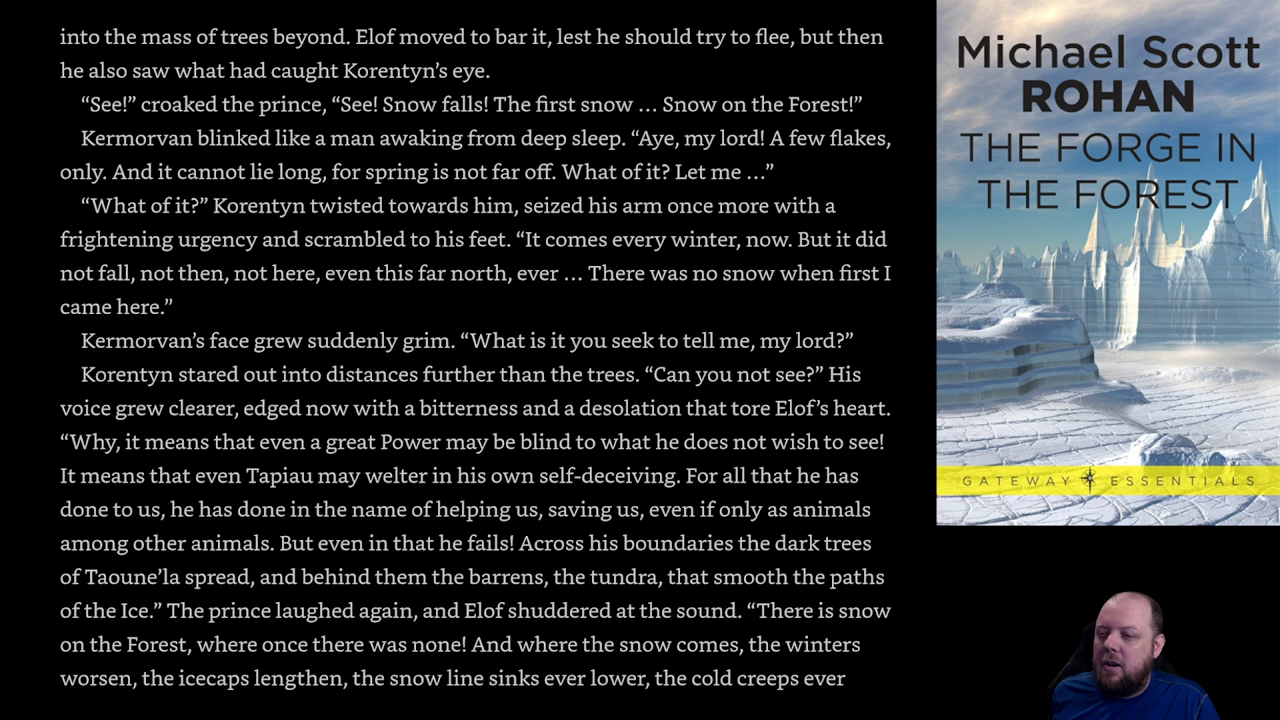 into the mass of trees beyond. Elof moved to bar it, lest he should try to flee, but then
he also saw what had caught Korentyn’s eye.
“See!” croaked the prince, “See! Snow falls! The first snow … Snow on the Forest!”
Kermorvan blinked like a man awaking from deep sleep. “Aye, my lord! A few flakes,
only. And it cannot lie long, for spring is not far off. What of it? Let me …”
“What of it?” Korentyn twisted towards him, seized his arm once more with a
frightening urgency and scrambled to his feet. “It comes every winter, now. But it did
not fall, not then, not here, even this far north, ever … There was no snow when first I
came here.”
Kermorvan’s face grew suddenly grim. “What is it you seek to tell me, my lord?”
Korentyn stared out into distances further than the trees. “Can you not see?” His
voice grew clearer, edged now with a bitterness and a desolation that tore Elof’s heart.
“Why, it means that even a great Power may be blind to what he does not wish to see!
It means that even Tapiau may welter in his own self-deceiving. For all that he has
done to us, he has done in the name of helping us, saving us, even if only as animals
among other animals. But even in that he fails! Across his boundaries the dark trees
of Taoune’la spread, and behind them the barrens, the tundra, that smooth the paths
of the Ice.” The prince laughed again, and Elof shuddered at the sound. “There is snow
on the Forest, where once there was none! And where the snow comes, the winters
worsen, the icecaps lengthen, the snow line sinks ever lower, the cold creeps ever
Michael Scott
ROHAN
THE FORGE IN
THE FOREST
GATEWAY ESSENTIALS